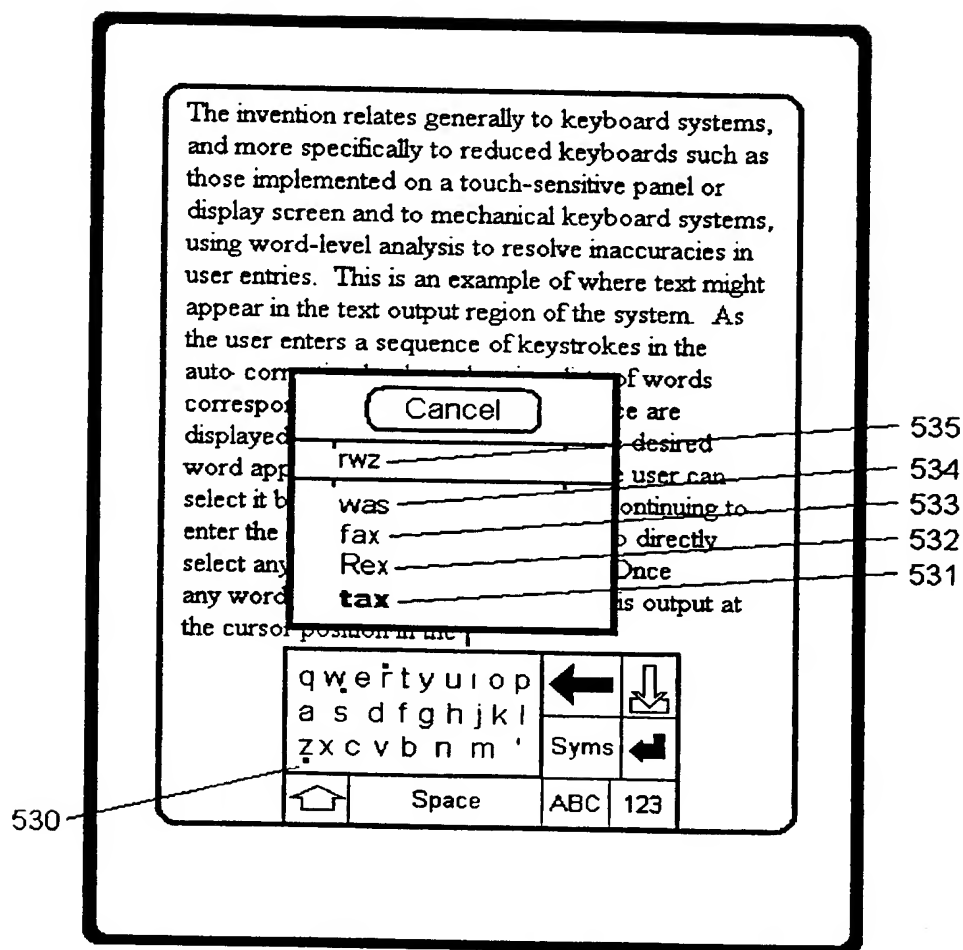 The invention relates generally to keyboard systems,
and more specifically to reduced keyboards such as
those implemented on a touch-sensitive panel or
display screen and to mechanical keyboard systems,
using word-level analysis to resolve inaccuracies in
user entries. This is an example of where text might
appear in the text output region of the system. As
the user enters a sequence of keystrokes in the
auto- of words
are
displayed desired
word user can
select it to
enter the directly
select any Once
any word is output at
the cursor position in the
Cancel
rwz
was
fax
Rex
tax
535
534
533
532
531
q w e r t y u i o p
a s d f g h j k l
z x c v b n m '
Syms
Space
ABC
123
530